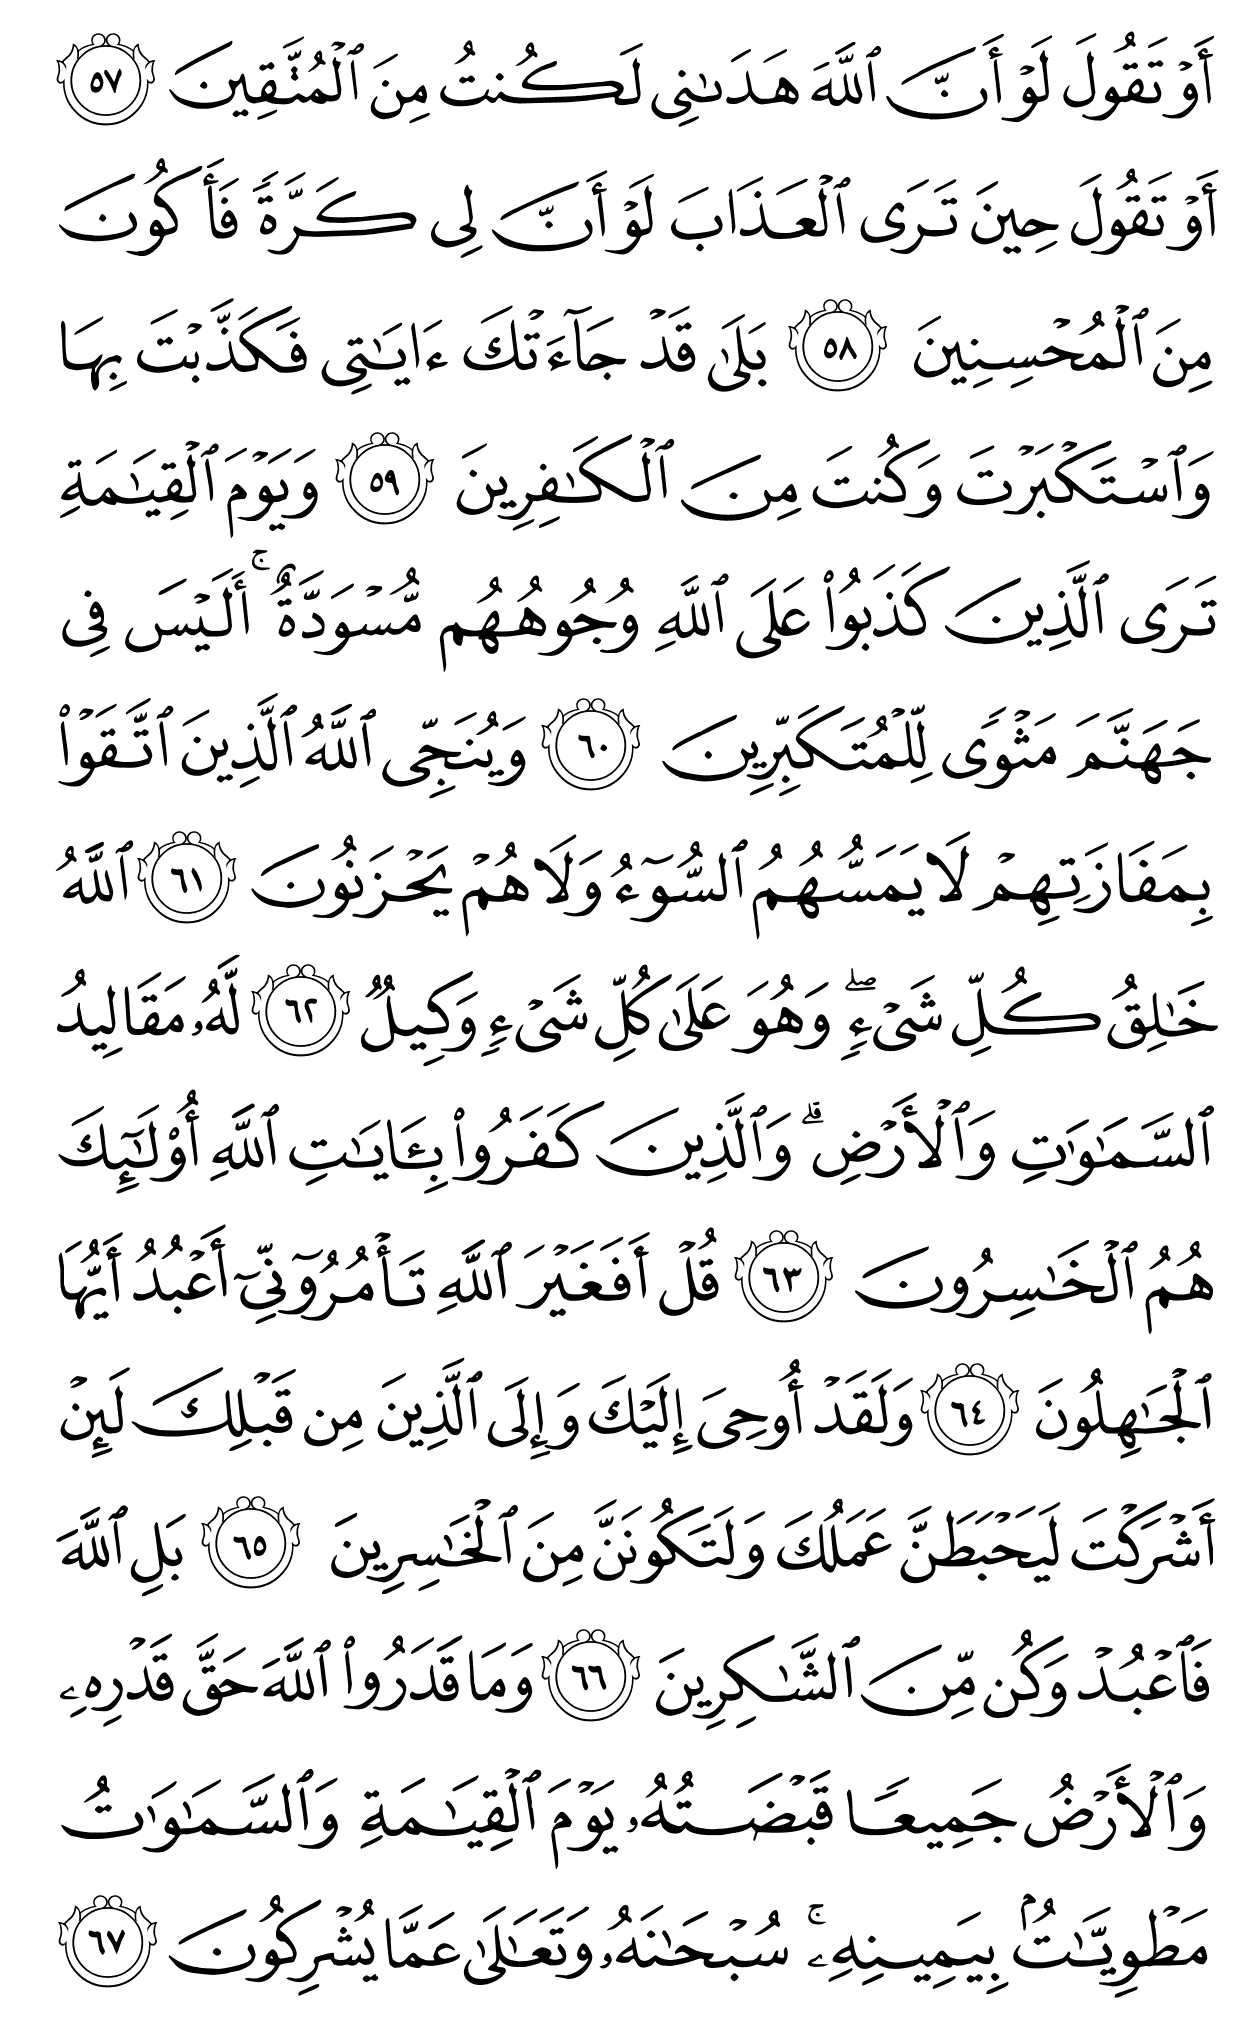 أَوۡ تَقُولَ لَوۡ أَنَّ ٱللَّهَ هَدَىٰنِي لَكُنتُ مِنَ ٱلۡمُتَّقِينَ ٥٧
أَوۡ تَقُولَ حِينَ تَرَى ٱلۡعَذَابَ لَوۡ أَنَّ لِي كَرَّةٗ فَأَكُونَ
مِنَ ٱلۡمُحۡسِنِينَ ٥٨ بَلَىٰ قَدۡ جَآءَتۡكَ ءَايَٰتِي فَكَذَّبۡتَ بِهَا
وَٱسۡتَكۡبَرۡتَ وَكُنتَ مِنَ ٱلۡكَٰفِرِينَ ٥٩ وَيَوۡمَ ٱلۡقِيَٰمَةِ
تَرَى ٱلَّذِينَ كَذَبُواْ عَلَى ٱللَّهِ وُجُوهُهُم مُّسۡوَدَّةٌۚ أَلَيۡسَ فِي
جَهَنَّمَ مَثۡوٗى لِّلۡمُتَكَبِّرِينَ ٦٠ وَيُنَجِّي ٱللَّهُ ٱلَّذِينَ ٱتَّقَوۡاْ
بِمَفَازَتِهِمۡ لَا يَمَسُّهُمُ ٱلسُّوٓءُ وَلَا هُمۡ يَحۡزَنُونَ ٦١ ٱللَّهُ
خَٰلِقُ كُلِّ شَيۡءٖۖ وَهُوَ عَلَىٰ كُلِّ شَيۡءٖ وَكِيلٞ ٦٢ لَّهُۥ مَقَالِيدُ
ٱلسَّمَٰوَٰتِ وَٱلۡأَرۡضِۗ وَٱلَّذِينَ كَفَرُواْ بِـَٔايَٰتِ ٱللَّهِ أُوْلَٰٓئِكَ
هُمُ ٱلۡخَٰسِرُونَ ٦٣ قُلۡ أَفَغَيۡرَ ٱللَّهِ تَأۡمُرُوٓنِّيٓ أَعۡبُدُ أَيُّهَا
ٱلۡجَٰهِلُونَ ٦٤ وَلَقَدۡ أُوحِيَ إِلَيۡكَ وَإِلَى ٱلَّذِينَ مِن قَبۡلِكَ لَئِنۡ
أَشۡرَكۡتَ لَيَحۡبَطَنَّ عَمَلُكَ وَلَتَكُونَنَّ مِنَ ٱلۡخَٰسِرِينَ ٦٥ بَلِ ٱللَّهَ
فَٱعۡبُدۡ وَكُن مِّنَ ٱلشَّٰكِرِينَ ٦٦ وَمَا قَدَرُواْ ٱللَّهَ حَقَّ قَدۡرِهِۦ
وَٱلۡأَرۡضُ جَمِيعٗا قَبۡضَتُهُۥ يَوۡمَ ٱلۡقِيَٰمَةِ وَٱلسَّمَٰوَٰتُ
مَطۡوِيَّٰتُۢ بِيَمِينِهِۦۚ سُبۡحَٰنَهُۥ وَتَعَٰلَىٰ عَمَّا يُشۡرِكُونَ ٦٧